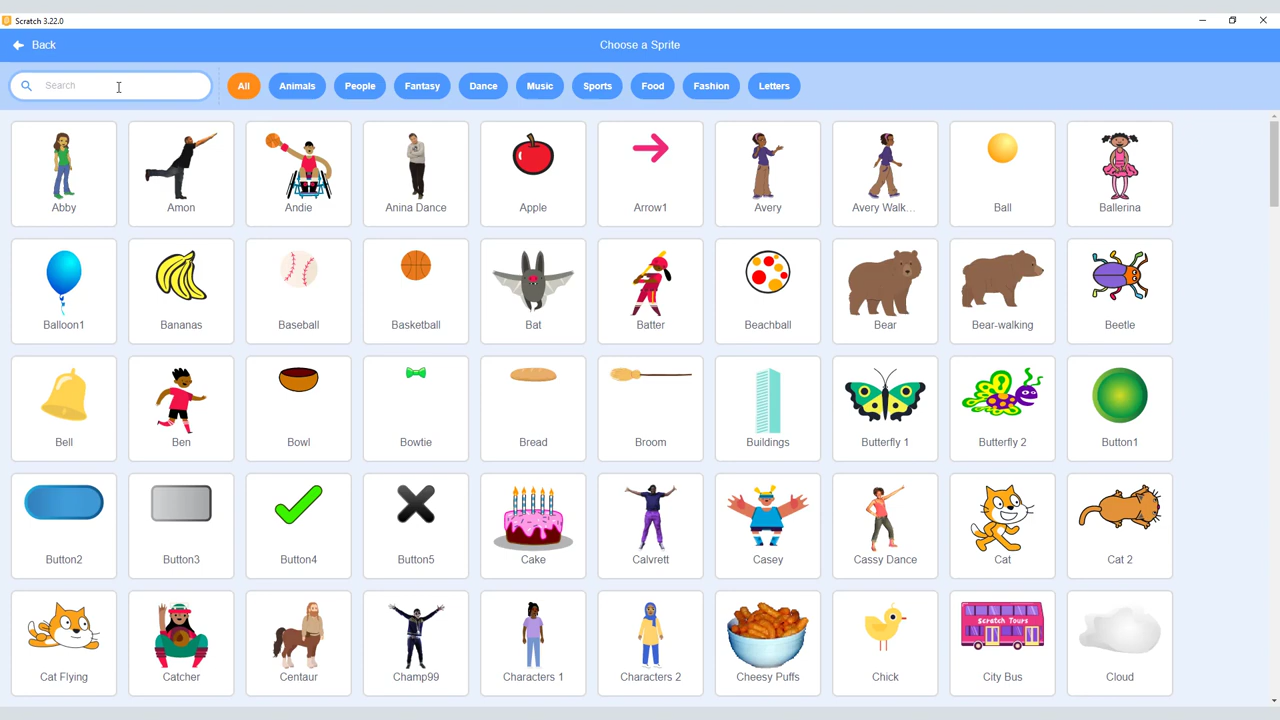 Scratch 3.22.0
Back
Choose a Sprite
Search
All Animals People Fantasy Dance Music Sports Food Fashion Letters
Abby Amon Andie Anina Dance Apple Arrow1 Avery Avery Walk... Ball Ballerina
Balloon1 Bananas Baseball Basketball Bat Batter Beachball Bear Bear-walking Beetle
Bell Ben Bowl Bowtie Bread Broom Buildings Butterfly 1 Butterfly 2 Button1
Button2 Button3 Button4 Button5 Cake Calvrett Casey Cassy Dance Cat Cat 2
Scratch Tours
Cat Flying Catcher Centaur Champ99 Characters 1 Characters 2 Cheesy Puffs Chick City Bus Cloud